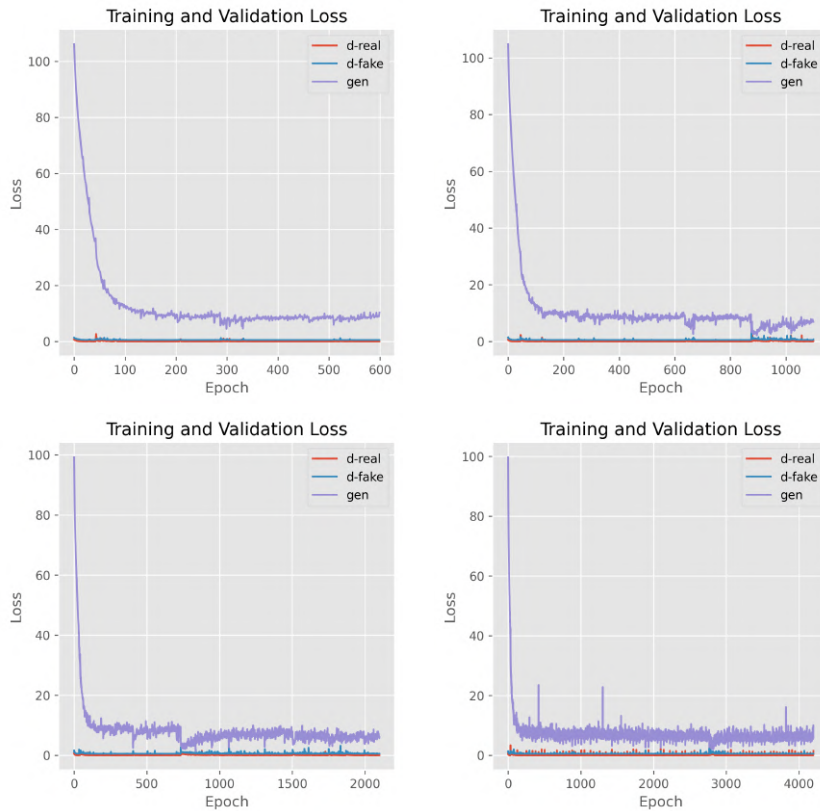 Training and Validation Loss
d-real
d-fake
gen
100
80
60
40
20
0
Loss
0 100 200 300 400 500 600
Epoch
Training and Validation Loss
d-real
d-fake
gen
100
80
60
40
20
0
Loss
0 200 400 600 800 1000
Epoch
Training and Validation Loss
d-real
d-fake
gen
100
80
60
40
20
0
Loss
0 500 1000 1500 2000
Epoch
Training and Validation Loss
d-real
d-fake
gen
100
80
60
40
20
0
Loss
0 1000 2000 3000 4000
Epoch